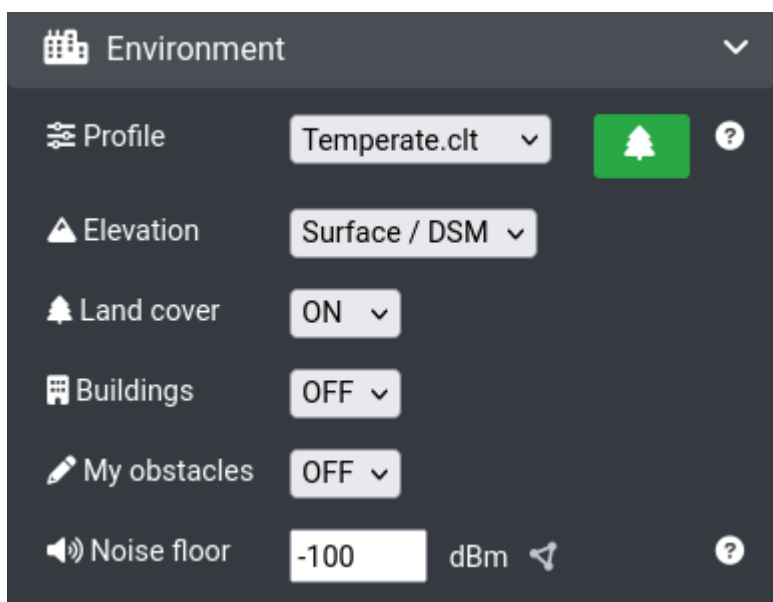 Environment
Profile Temperate.clt ?
Elevation Surface / DSM
Land cover ON
Buildings OFF
My obstacles OFF
Noise floor -100 dBm ?